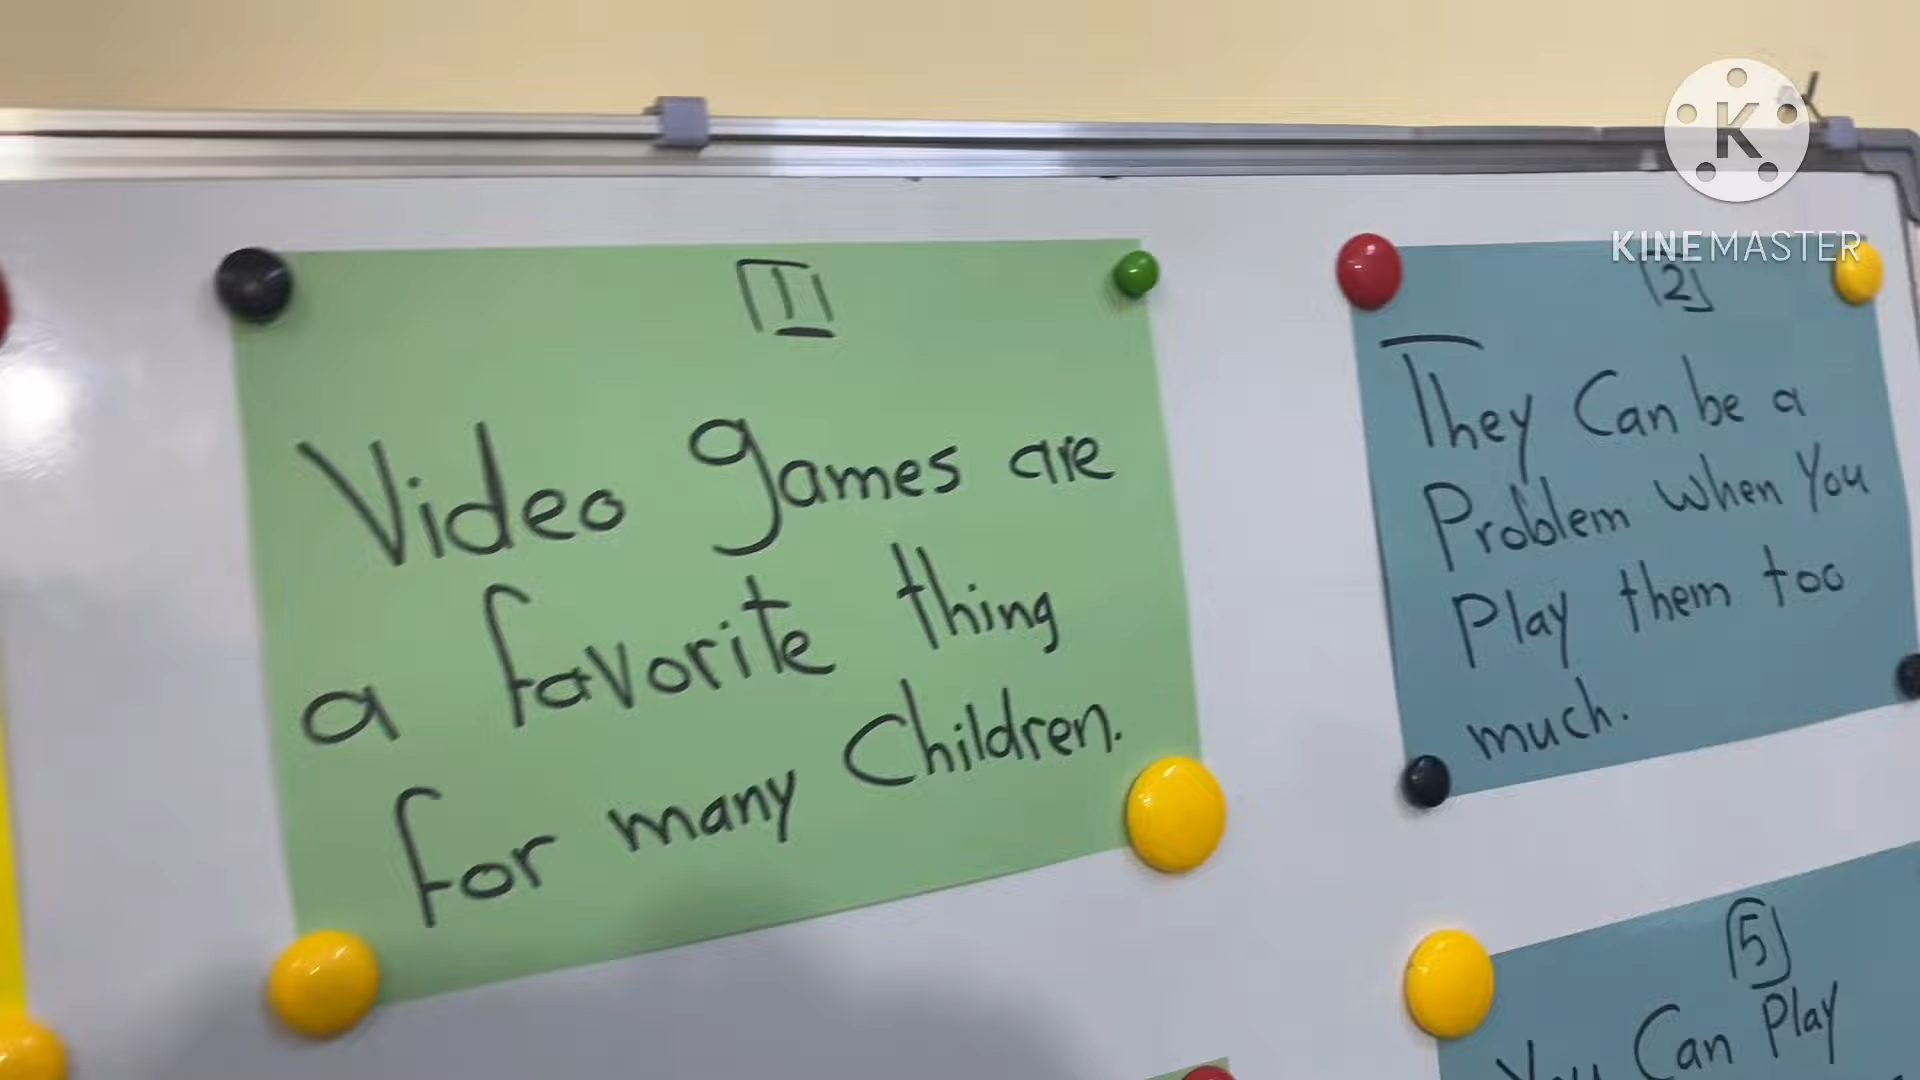 K
KINEMASTER
1
Video games are
a favorite thing
for many Children.
2
They Can be a
Problem when You
Play them too
much.
5
You Can Play